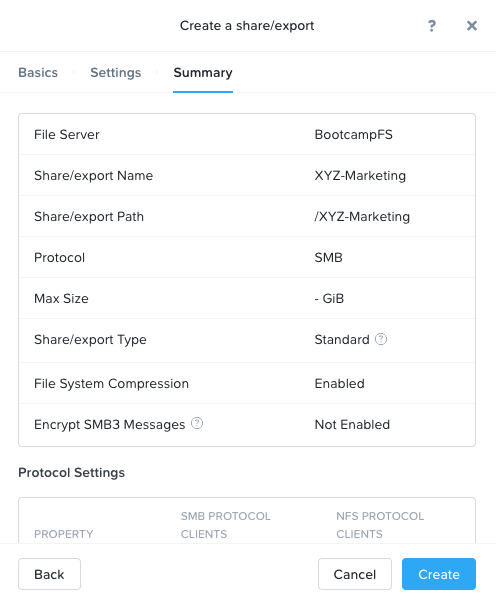 Create a share/export ? ×
Basics Settings Summary
File Server BootcampFS
Share/export Name XYZ-Marketing
Share/export Path /XYZ-Marketing
Protocol SMB
Max Size - GiB
Share/export Type Standard ?
File System Compression Enabled
Encrypt SMB3 Messages ? Not Enabled
Protocol Settings
SMB PROTOCOL NFS PROTOCOL
PROPERTY CLIENTS CLIENTS
Back Cancel Create